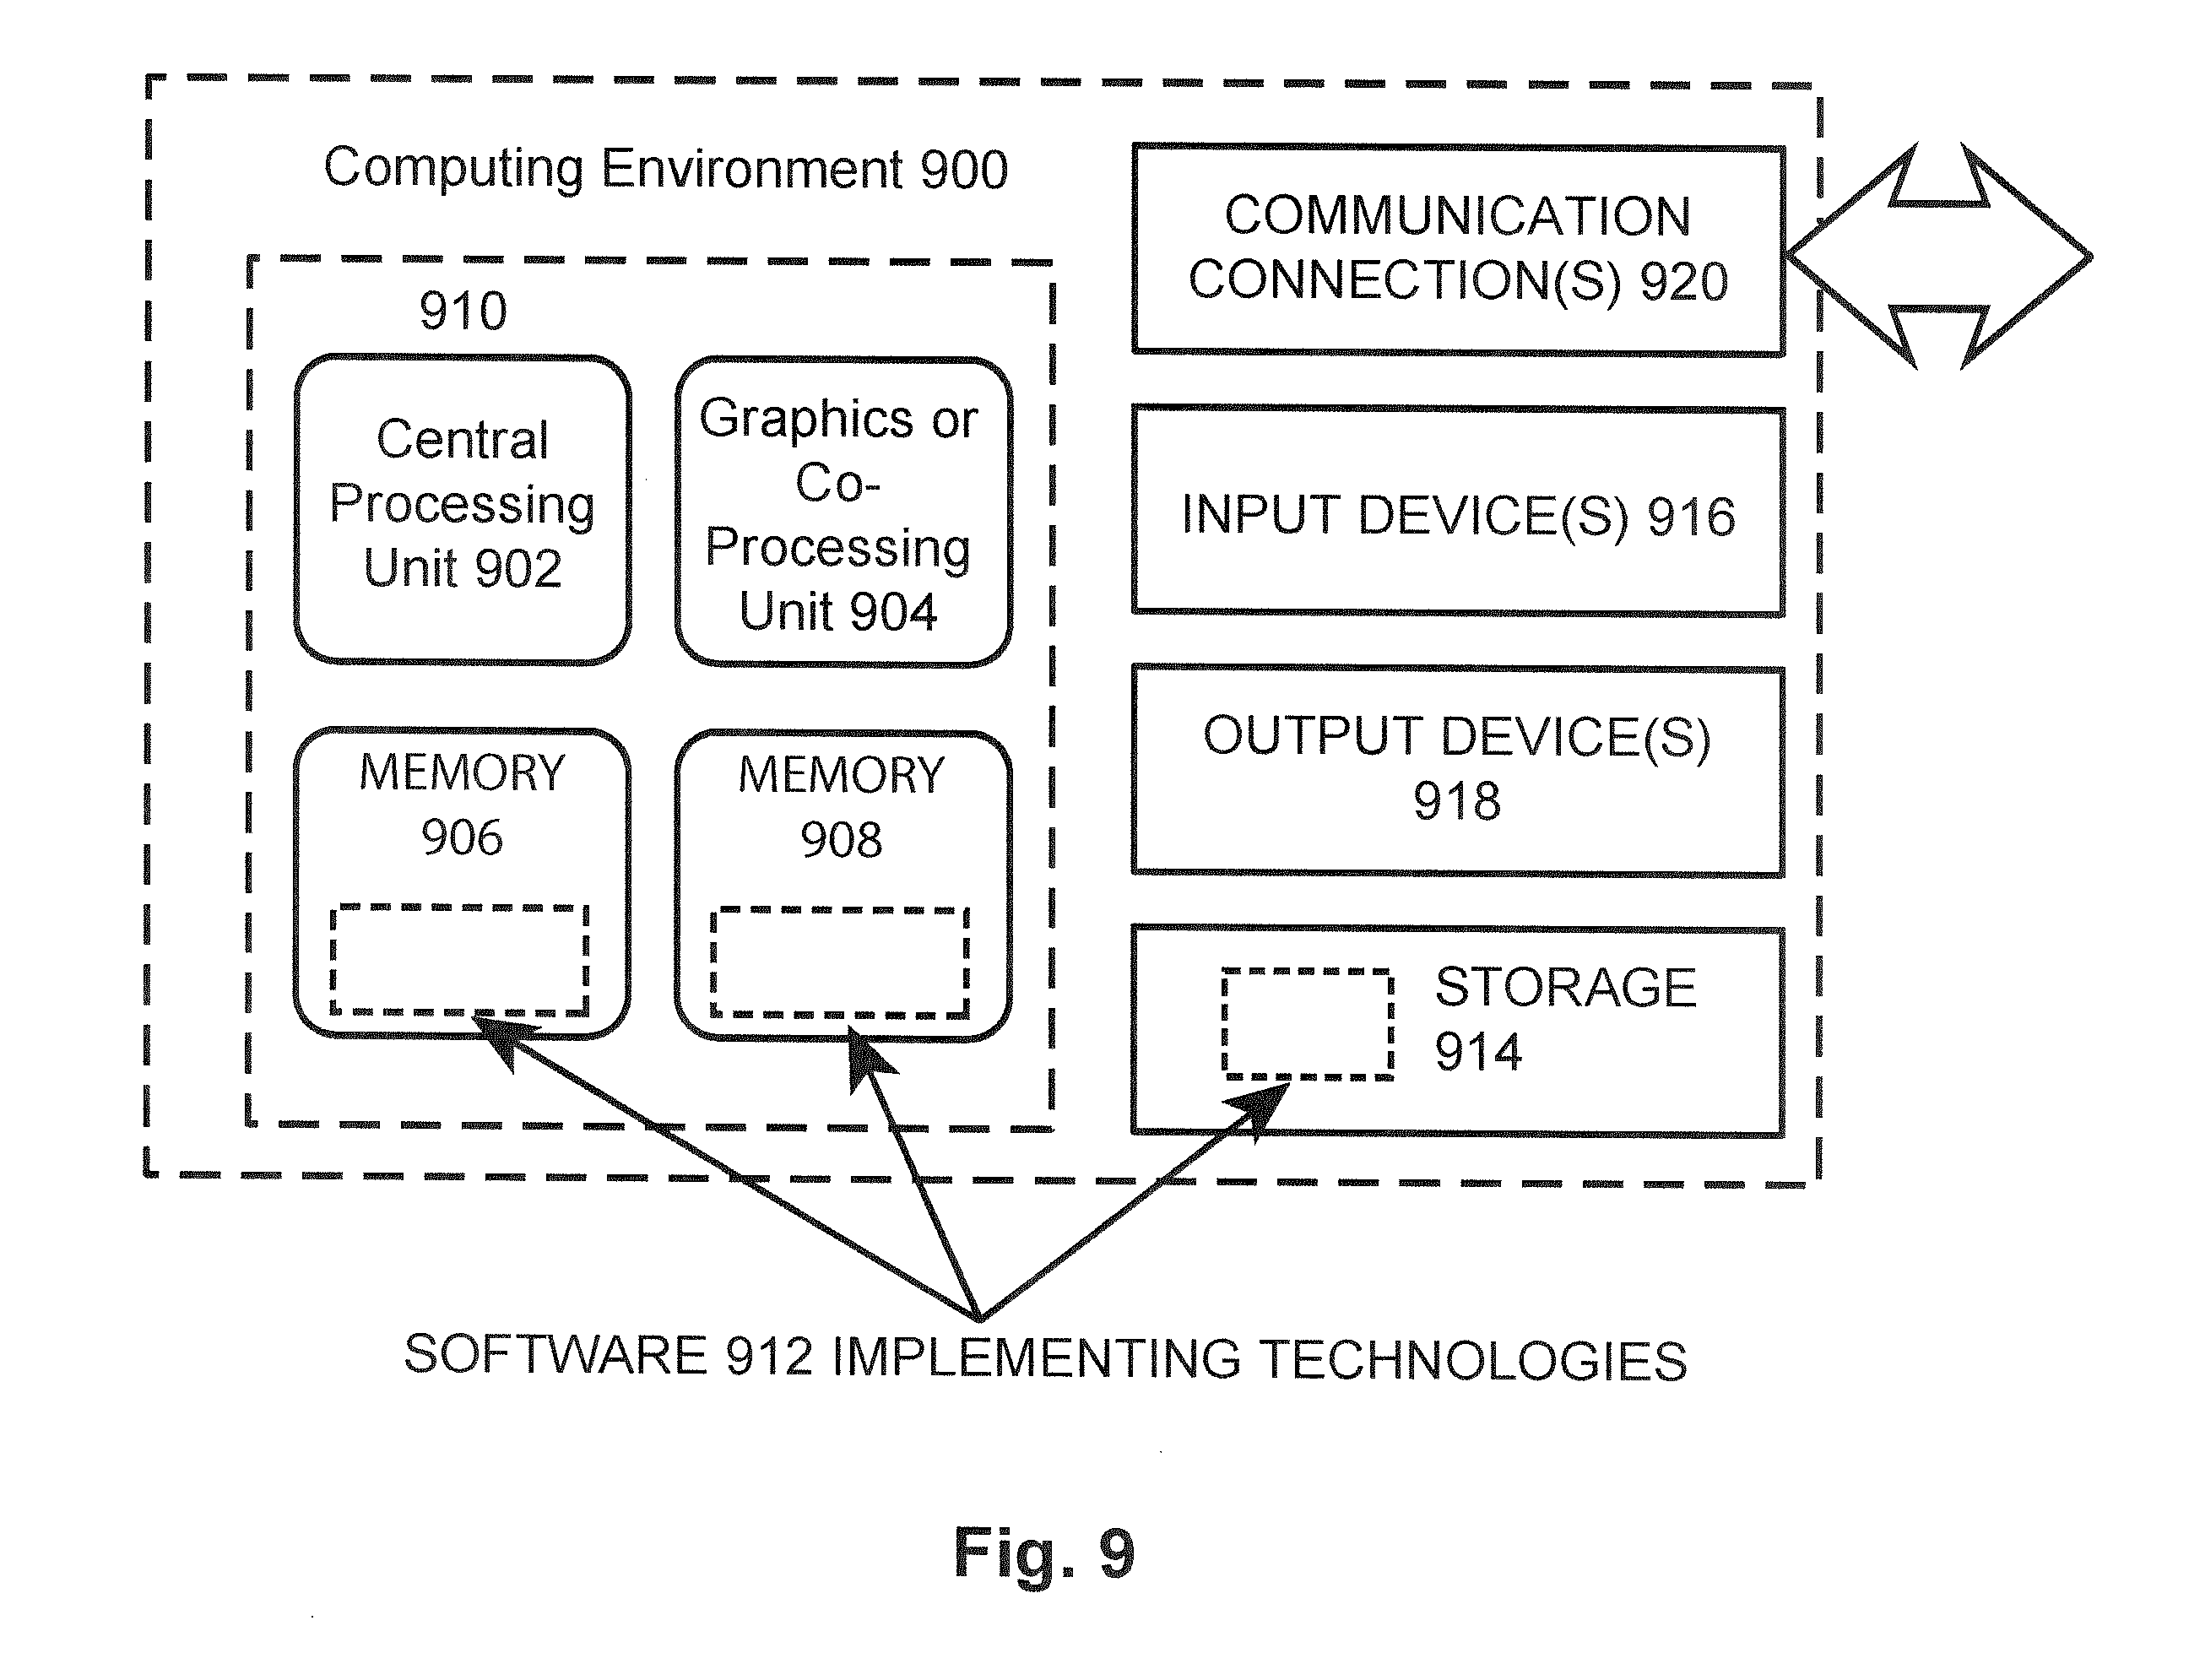 Computing Environment 900
910
Central
Processing
Unit 902
Graphics or
Co-
Processing
Unit 904
MEMORY
906
MEMORY
908
COMMUNICATION
CONNECTION(S) 920
INPUT DEVICE(S) 916
OUTPUT DEVICE(S)
918
STORAGE
914
SOFTWARE 912 IMPLEMENTING TECHNOLOGIES
Fig. 9